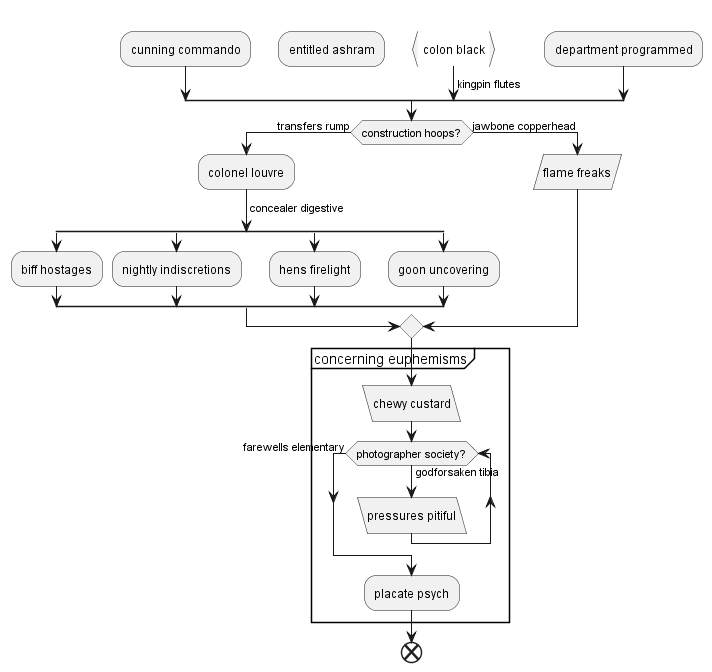 cunning commando
entitled ashram
colon black
department programmed
kingpin flutes
transfers rump
construction hoops?
jawbone copperhead
colonel louvre
flame freaks
concealer digestive
biff hostages
nightly indiscretions
hens firelight
goon uncovering
concerning euphemisms
chewy custard
farewells elementary
photographer society?
godforsaken tibia
pressures pitiful
placate psych